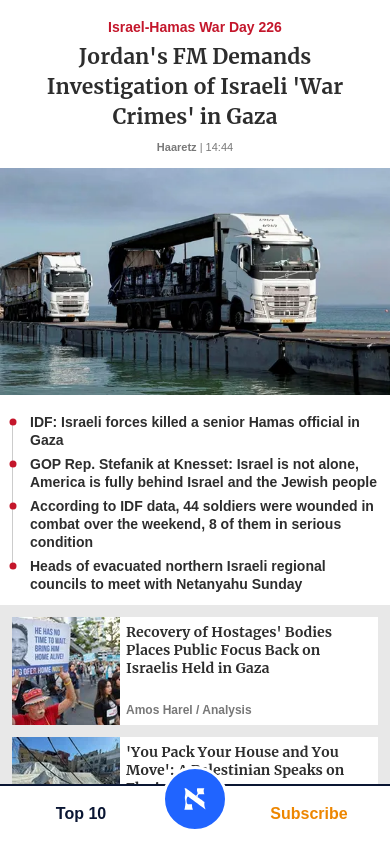 Israel-Hamas War Day 226
Jordan's FM Demands
Investigation of Israeli 'War
Crimes' in Gaza
Haaretz | 14:44
IDF: Israeli forces killed a senior Hamas official in
Gaza
GOP Rep. Stefanik at Knesset: Israel is not alone,
America is fully behind Israel and the Jewish people
According to IDF data, 44 soldiers were wounded in
combat over the weekend, 8 of them in serious
condition
Heads of evacuated northern Israeli regional
councils to meet with Netanyahu Sunday
HE HAS NO
TIME TO WAIT
BRING HIM
HOME ALIVE!
Recovery of Hostages' Bodies
Places Public Focus Back on
Israelis Held in Gaza
Amos Harel / Analysis
'You Pack Your House and You
Move': A Palestinian Speaks on
Top 10
Subscribe